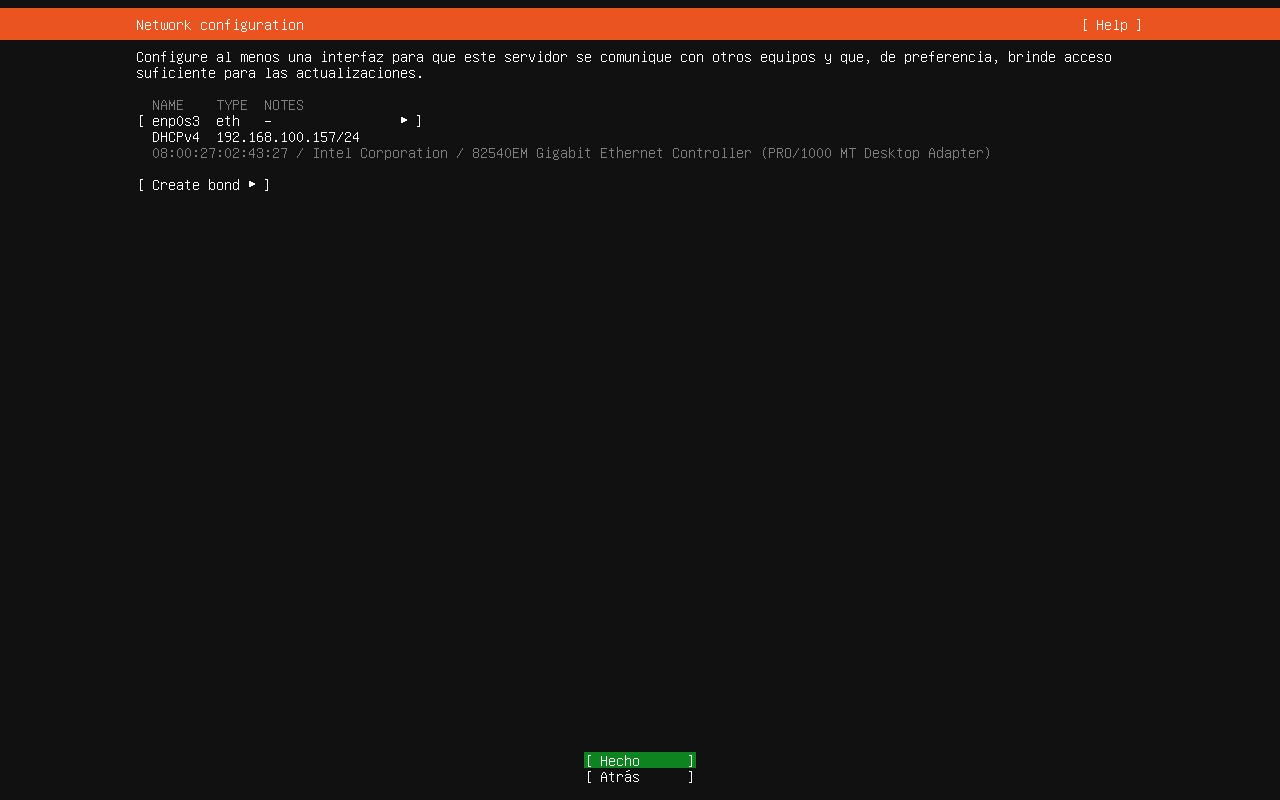 Network configuration [ Help ]
Configure al menos una interfaz para que este servidor se comunique con otros equipos y que, de preferencia, brinde acceso
suficiente para las actualizaciones.
NAME TYPE NOTES
[ enp0s3 eth - ▸ ]
DHCPv4 192.168.100.157/24
08:00:27:02:43:27 / Intel Corporation / 82540EM Gigabit Ethernet Controller (PRO/1000 MT Desktop Adapter)
[ Create bond ▸ ]
[ Hecho ]
[ Atrás ]